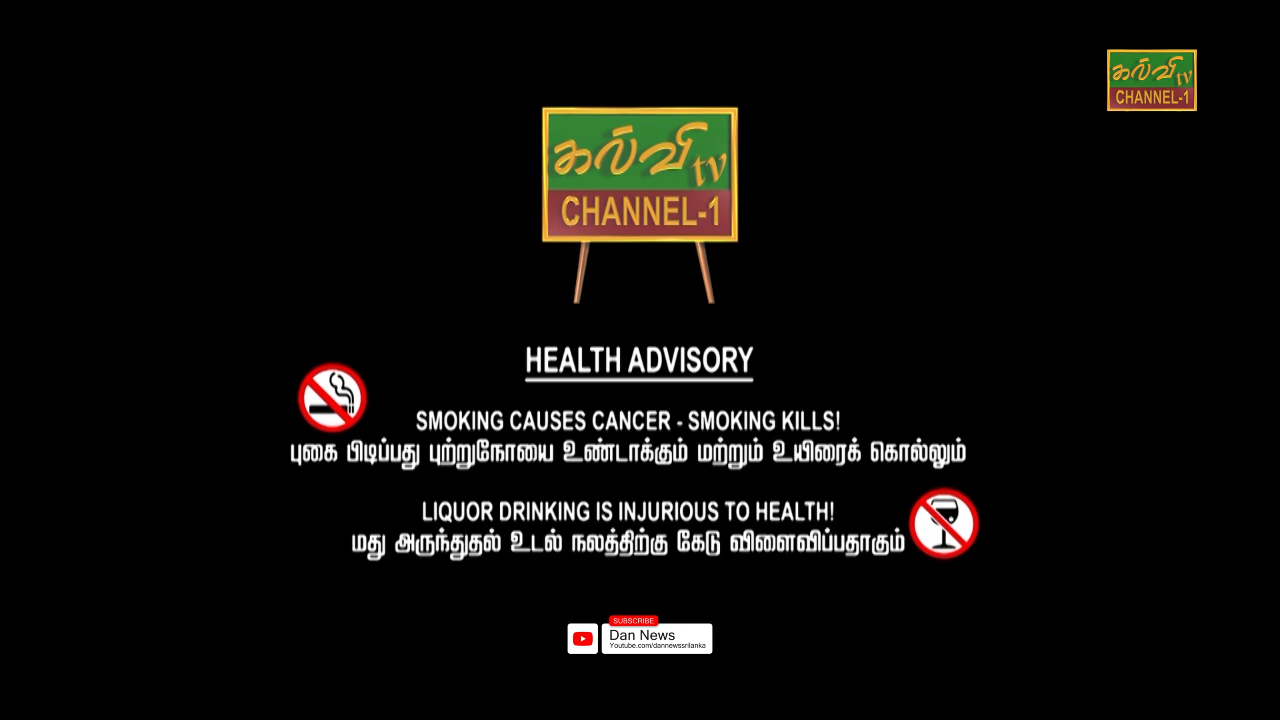 கல்வி tv
CHANNEL-1
கல்வி tv
CHANNEL-1
HEALTH ADVISORY
SMOKING CAUSES CANCER - SMOKING KILLS!
புகை பிடிப்பது புற்றுநோயை உண்டாக்கும் மற்றும் உயிரைக் கொல்லும்
LIQUOR DRINKING IS INJURIOUS TO HEALTH!
மது அருந்துதல் உடல் நலத்திற்கு கேடு விளைவிப்பதாகும்
SUBSCRIBE
Dan News
Youtube.com/dannewssrilanka